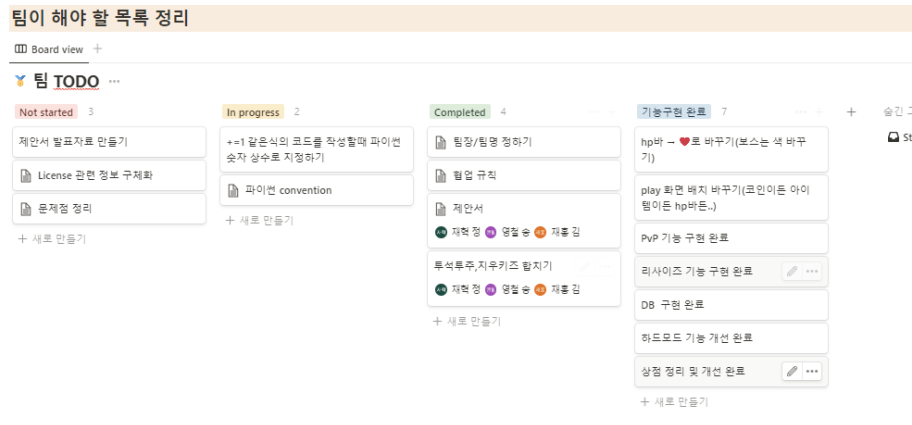 팀이 해야 할 목록 정리
Board view
팀 TODO
Not started 3
제안서 발표자료 만들기
License 관련 정보 구체화
문제점 정리
+ 새로 만들기
In progress 2
+=1 같은식의 코드를 작성할때 파이썬
숫자 상수로 지정하기
파이썬 convention
+ 새로 만들기
Completed 4
팀장/팀명 정하기
협업 규칙
제안서
재혁 정 영철 송 재홍 김
투석투주,지우키즈 합치기
재혁 정 영철 송 재홍 김
+ 새로 만들기
기능구현 완료 7
hp바 → ❤️로 바꾸기(보스는 색 바꾸
기)
play 화면 배치 바꾸기(코인이든 아이
템이든 hp바든..)
PvP 기능 구현 완료
리사이즈 기능 구현 완료
DB 구현 완료
하드모드 기능 개선 완료
상점 정리 및 개선 완료
+ 새로 만들기
숨긴
St